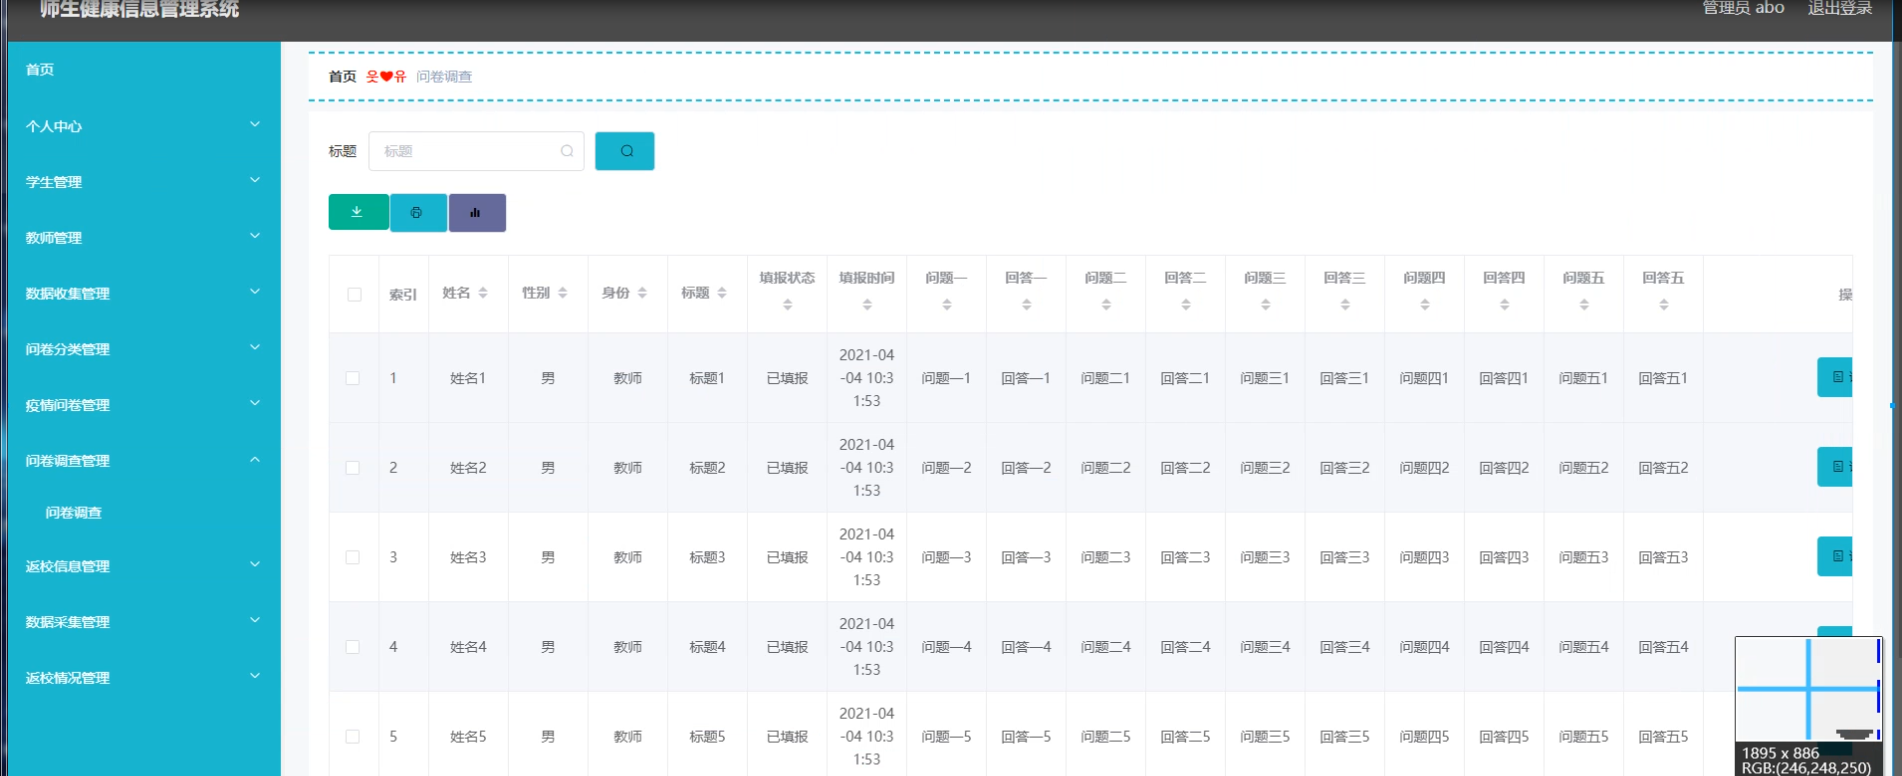 师生健康信息管理系统
管理员 abo 退出登录
首页
个人中心
学生管理
教师管理
数据收集管理
问卷分类管理
疫情问卷管理
问卷调查管理
问卷调查
返校信息管理
数据采集管理
返校情况管理
首页 웃❤유 问卷调查
标题 标题
索引 姓名 性别 身份 标题 填报状态 填报时间 问题一 回答一 问题二 回答二 问题三 回答三 问题四 回答四 问题五 回答五
1 姓名1 男 教师 标题1 已填报 2021-04-04 10:31:53 问题一1 回答一1 问题二1 回答二1 问题三1 回答三1 问题四1 回答四1 问题五1 回答五1
2 姓名2 男 教师 标题2 已填报 2021-04-04 10:31:53 问题一2 回答一2 问题二2 回答二2 问题三2 回答三2 问题四2 回答四2 问题五2 回答五2
3 姓名3 男 教师 标题3 已填报 2021-04-04 10:31:53 问题一3 回答一3 问题二3 回答二3 问题三3 回答三3 问题四3 回答四3 问题五3 回答五3
4 姓名4 男 教师 标题4 已填报 2021-04-04 10:31:53 问题一4 回答一4 问题二4 回答二4 问题三4 回答三4 问题四4 回答四4 问题五4 回答五4
5 姓名5 男 教师 标题5 已填报 2021-04-04 10:31:53 问题一5 回答一5 问题二5 回答二5 问题三5 回答三5 问题四5 回答四5 问题五5 回答五5
1895 x 886
RGB:(246,248,250)